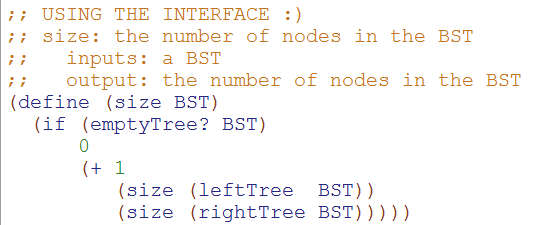 ;; USING THE INTERFACE :)
;; size: the number of nodes in the BST
;;   inputs: a BST
;;   output: the number of nodes in the BST
(define (size BST)
  (if (emptyTree? BST)
      0
      (+ 1
         (size (leftTree  BST))
         (size (rightTree BST)))))